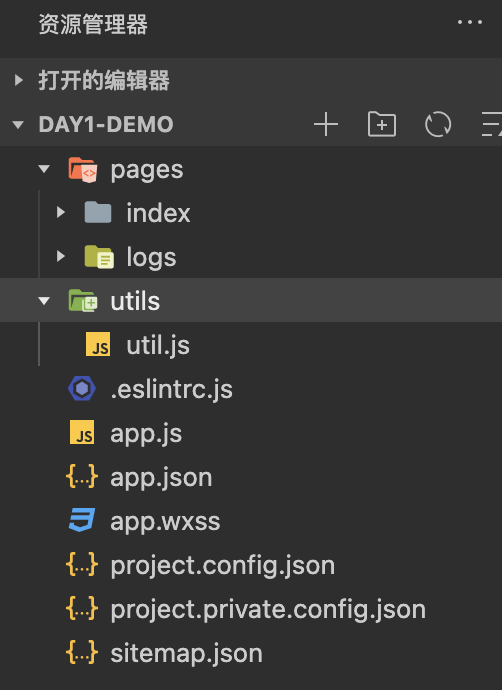 资源管理器
打开的编辑器
DAY1-DEMO
pages
index
logs
utils
JS util.js
.eslintrc.js
JS app.js
{...} app.json
app.wxss
{...} project.config.json
{...} project.private.config.json
{...} sitemap.json